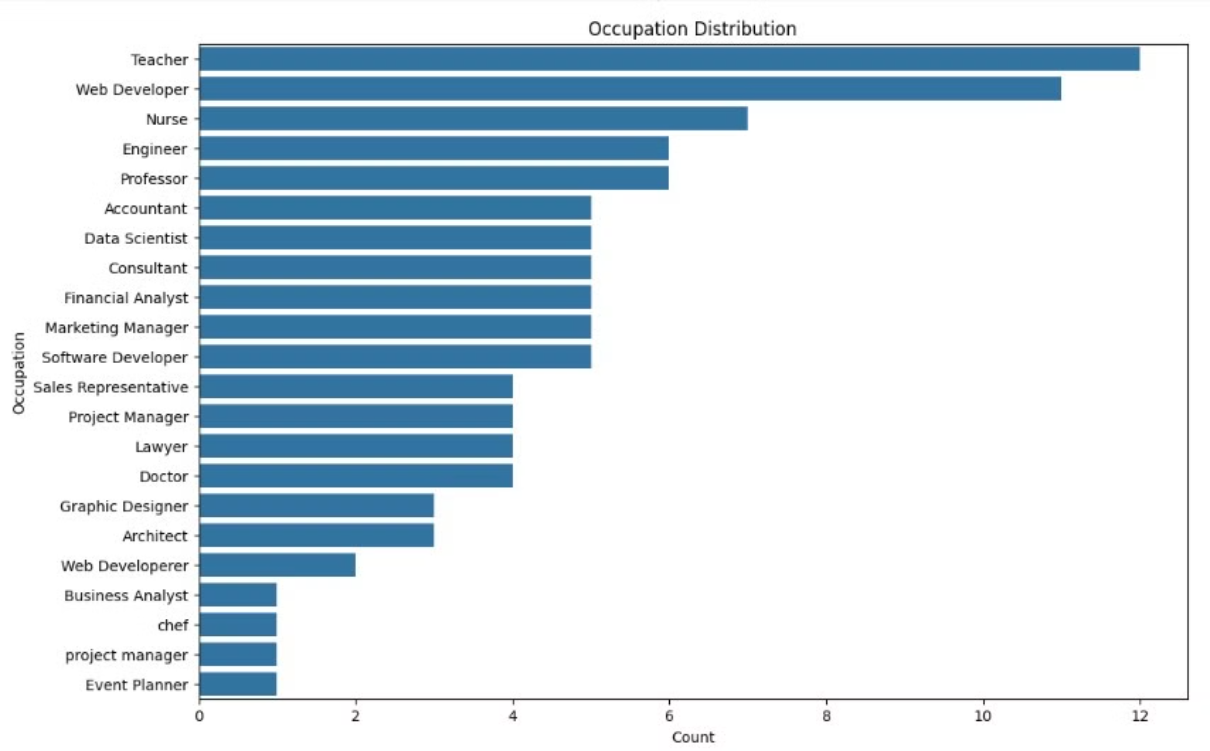 Occupation Distribution
Teacher
Web Developer
Nurse
Engineer
Professor
Accountant
Data Scientist
Consultant
Financial Analyst
Marketing Manager
Software Developer
Sales Representative
Project Manager
Lawyer
Doctor
Graphic Designer
Architect
Web Developerer
Business Analyst
chef
project manager
Event Planner
Occupation
0 2 4 6 8 10 12
Count